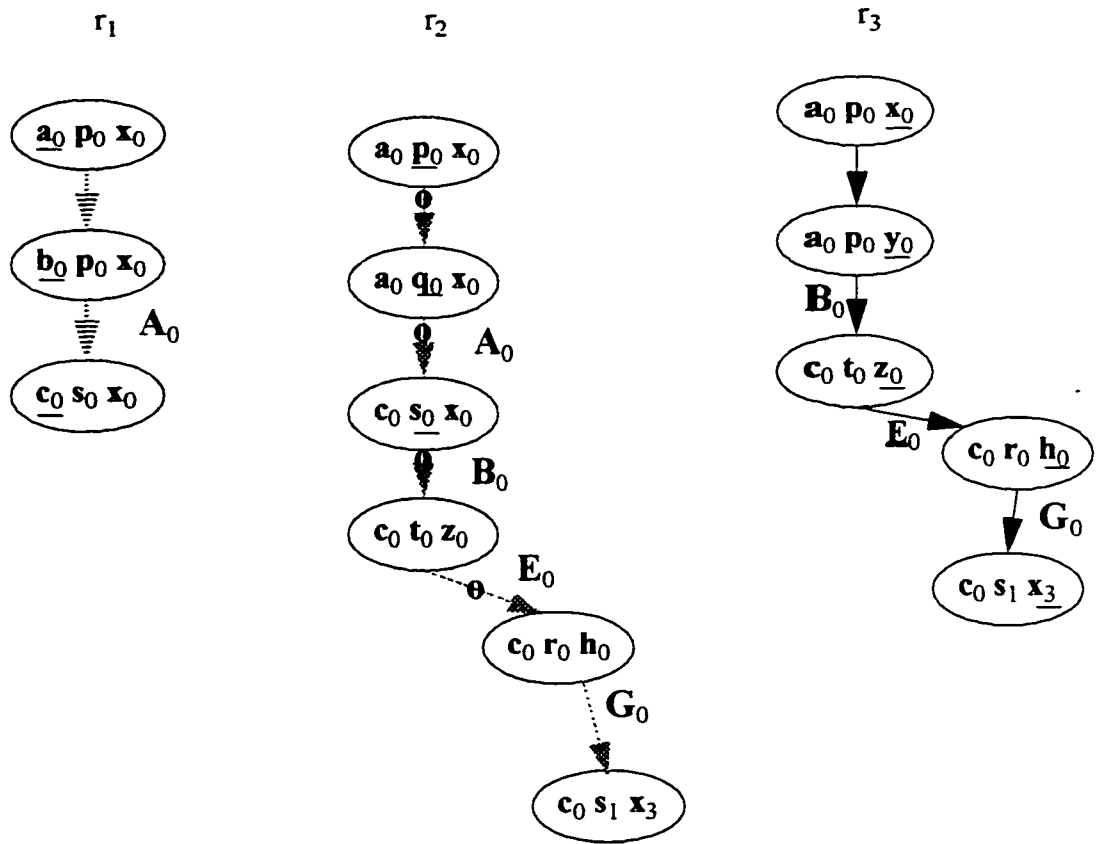 r₁
a₀ p₀ x₀
b₀ p₀ x₀
A₀
c₀ s₀ x₀
r₂
a₀ p₀ x₀
a₀ q₀ x₀
A₀
c₀ s₀ x₀
B₀
c₀ t₀ z₀
E₀
c₀ r₀ h₀
G₀
c₀ s₁ x₃
r₃
a₀ p₀ x₀
a₀ p₀ y₀
B₀
c₀ t₀ z₀
E₀
c₀ r₀ h₀
G₀
c₀ s₁ x₃